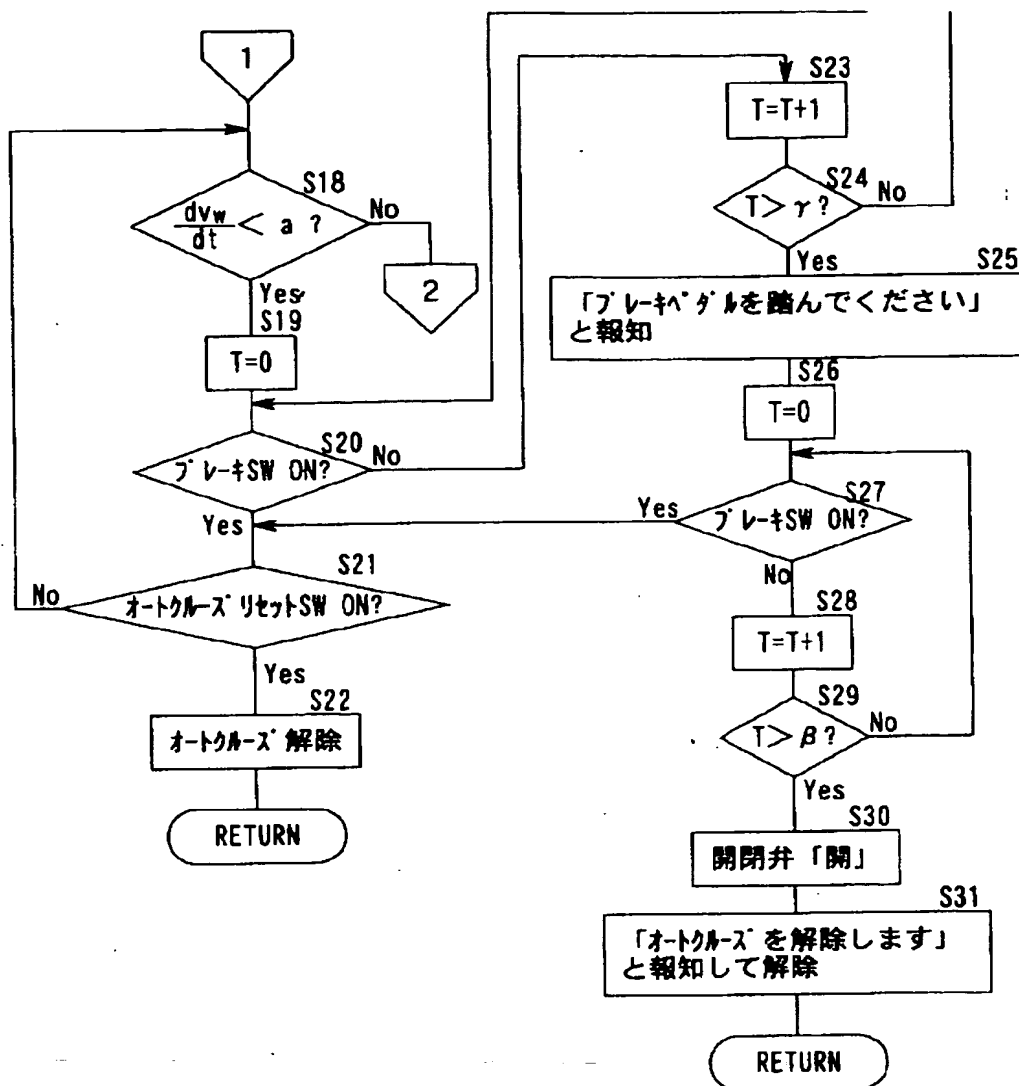 1
S18
dvw
dt
< a ?
No
2
Yes
S19
T=0
S20
ブレーキSW ON?
No
Yes
S21
オートクルーズリセットSW ON?
No
Yes
S22
オートクルーズ解除
RETURN
S23
T=T+1
S24
T>γ?
No
Yes
S25
「ブレーキペダルを踏んでください」
と報知
S26
T=0
S27
ブレーキSW ON?
Yes
No
S28
T=T+1
S29
T>β?
No
Yes
S30
開閉弁「開」
S31
「オートクルーズを解除します」
と報知して解除
RETURN